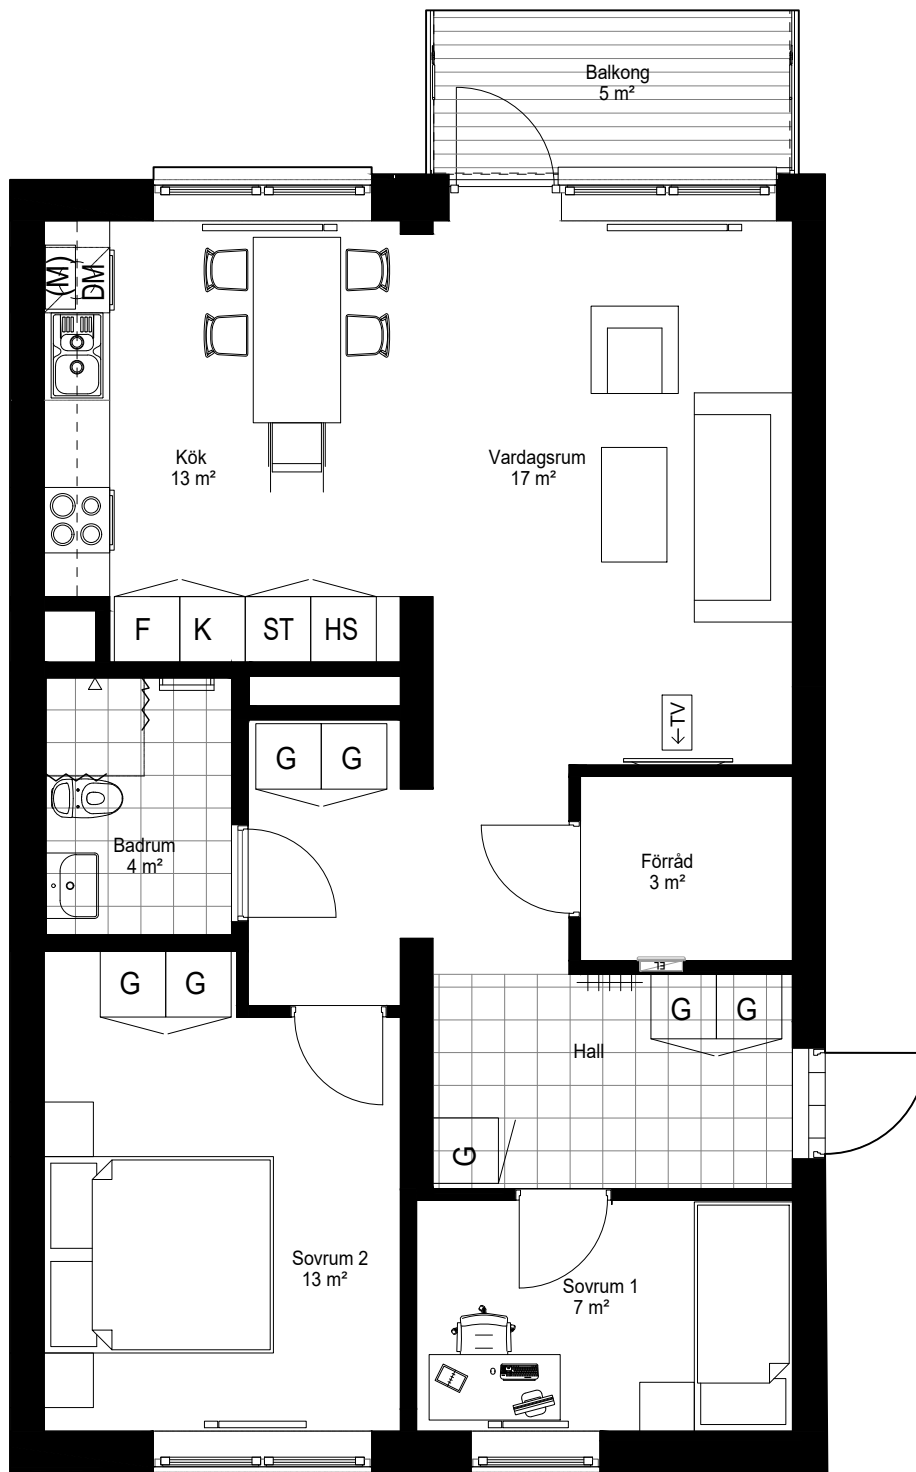 Balkong
5 m²
(M)
DM
Kök
13 m²
Vardagsrum
17 m²
F K ST HS
←TV
G G
Badrum
4 m²
Förråd
3 m²
EL
G G
G G
Hall
G
Sovrum 2
13 m²
Sovrum 1
7 m²